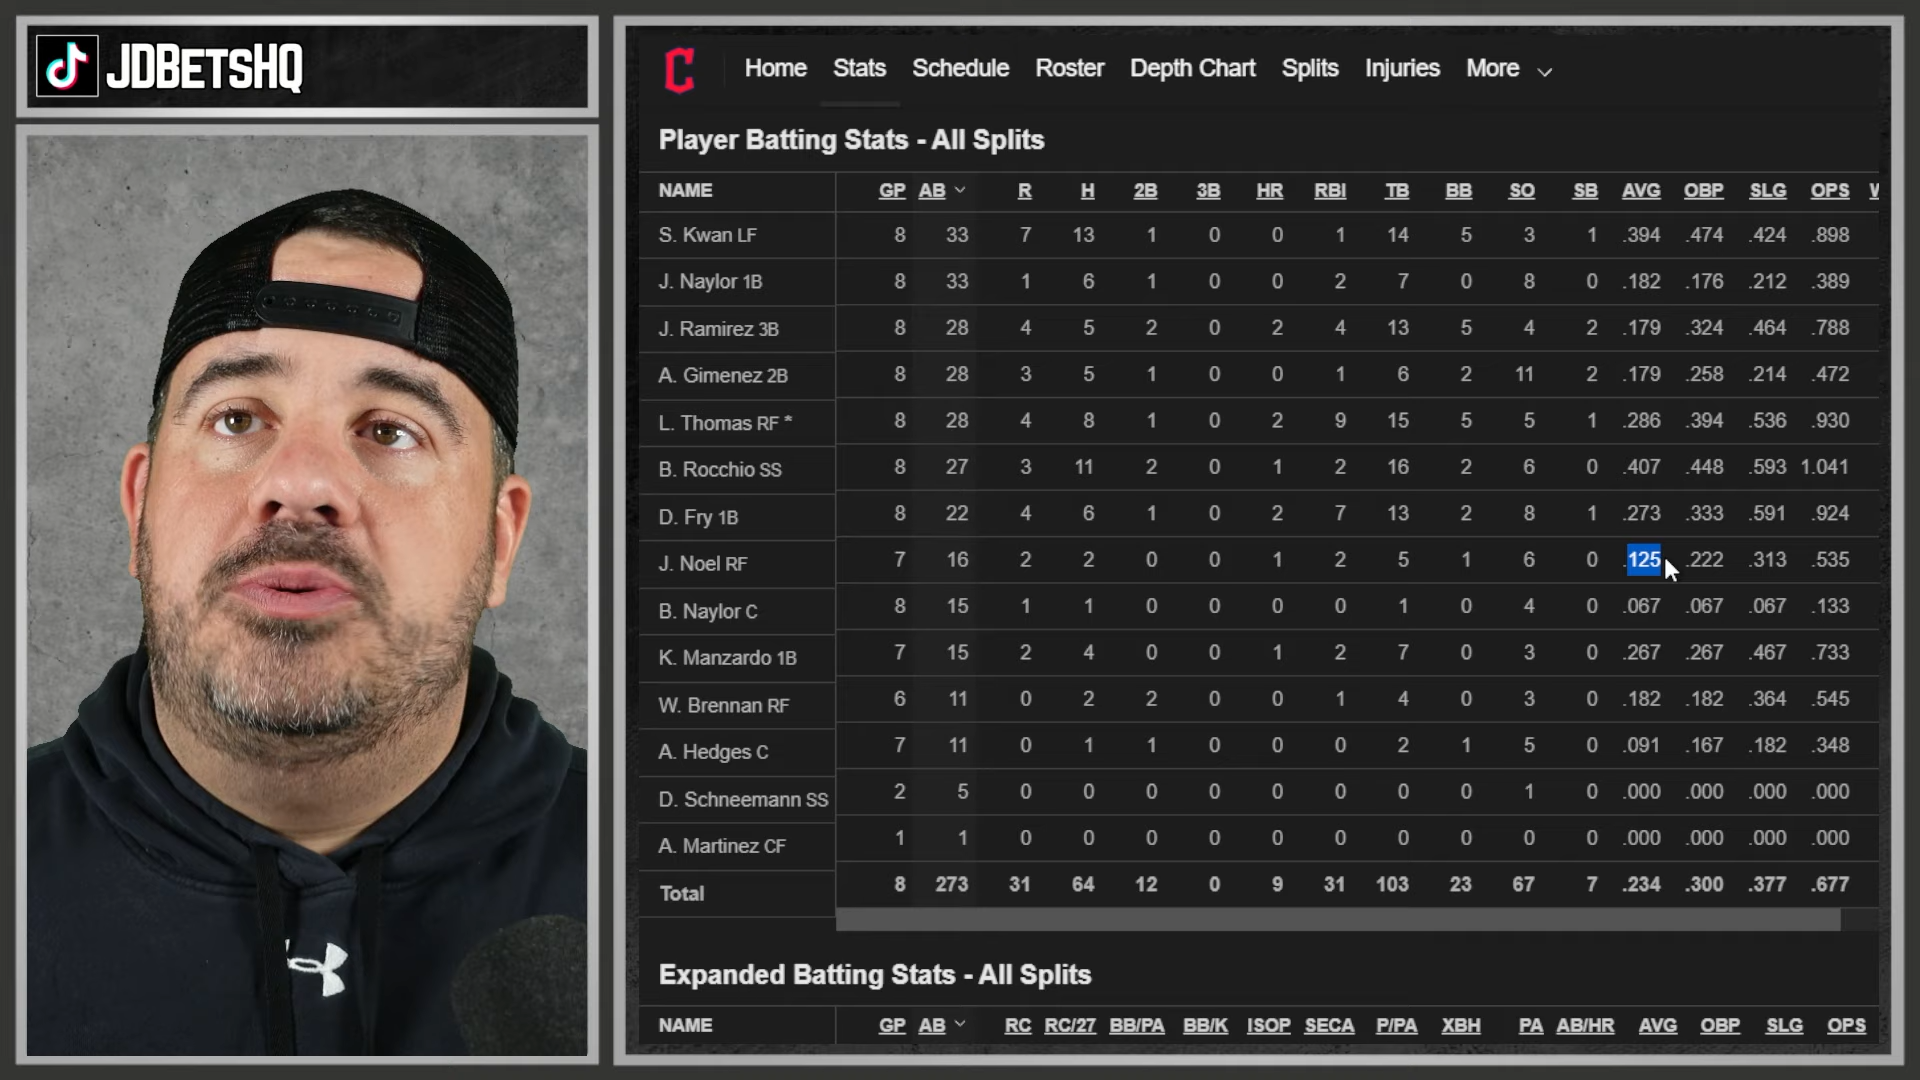 JDBETSHQ
C
Home Stats Schedule Roster Depth Chart Splits Injuries More
Player Batting Stats - All Splits
NAME GP AB R H 2B 3B HR RBI TB BB SO SB AVG OBP SLG OPS
S. Kwan LF 8 33 7 13 1 0 0 1 14 5 3 1 .394 .474 .424 .898
J. Naylor 1B 8 33 1 6 1 0 0 2 7 0 8 0 .182 .176 .212 .389
J. Ramirez 3B 8 28 4 5 2 0 2 4 13 5 4 2 .179 .324 .464 .788
A. Gimenez 2B 8 28 3 5 1 0 0 1 6 2 11 2 .179 .258 .214 .472
L. Thomas RF * 8 28 4 8 1 0 2 9 15 5 5 1 .286 .394 .536 .930
B. Rocchio SS 8 27 3 11 2 0 1 2 16 2 6 0 .407 .448 .593 1.041
D. Fry 1B 8 22 4 6 1 0 2 7 13 2 8 1 .273 .333 .591 .924
J. Noel RF 7 16 2 2 0 0 1 2 5 1 6 0 .125 .222 .313 .535
B. Naylor C 8 15 1 1 0 0 0 0 1 0 4 0 .067 .067 .067 .133
K. Manzardo 1B 7 15 2 4 0 0 1 2 7 0 3 0 .267 .267 .467 .733
W. Brennan RF 6 11 0 2 2 0 0 1 4 0 3 0 .182 .182 .364 .545
A. Hedges C 7 11 0 1 1 0 0 0 2 1 5 0 .091 .167 .182 .348
D. Schneemann SS 2 5 0 0 0 0 0 0 0 0 1 0 .000 .000 .000 .000
A. Martinez CF 1 1 0 0 0 0 0 0 0 0 0 0 .000 .000 .000 .000
Total 8 273 31 64 12 0 9 31 103 23 67 7 .234 .300 .377 .677
Expanded Batting Stats - All Splits
NAME GP AB RC RC/27 BB/PA BB/K ISOP SECA P/PA XBH PA AB/HR AVG OBP SLG OPS